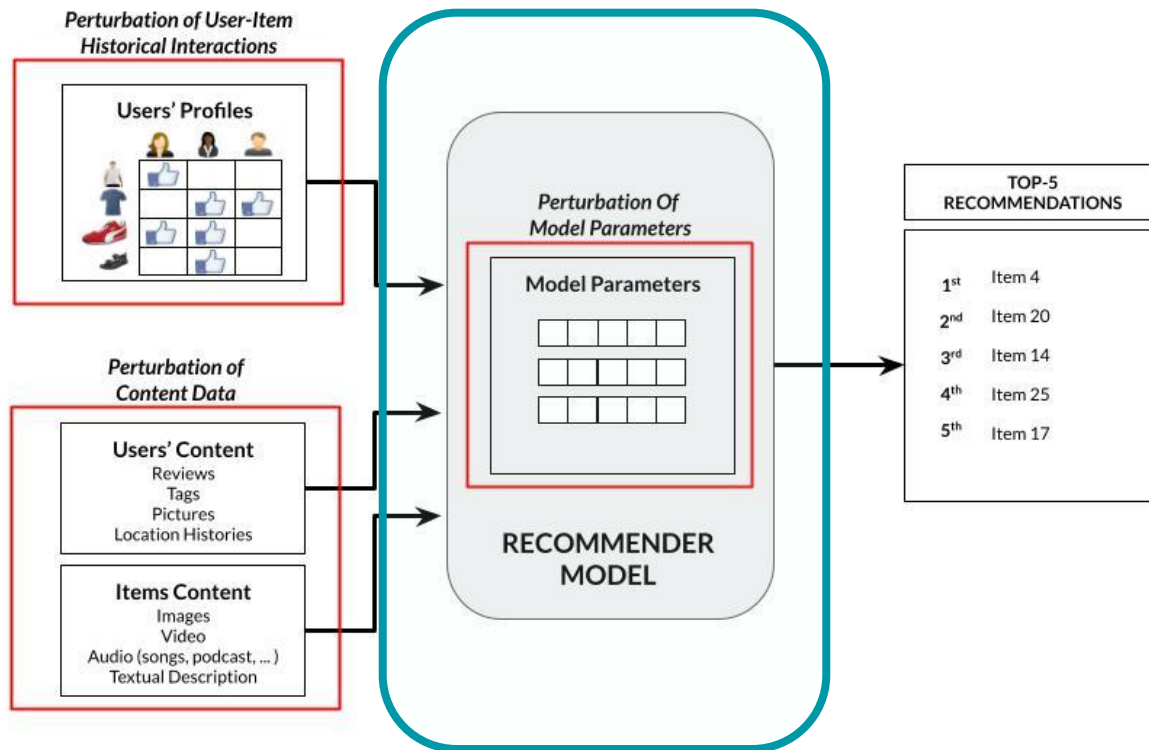 Perturbation of User-Item
Historical Interactions
Users' Profiles
Perturbation of
Content Data
Users' Content
Reviews
Tags
Pictures
Location Histories
Items Content
Images
Video
Audio (songs, podcast, ... )
Textual Description
Perturbation Of
Model Parameters
Model Parameters
RECOMMENDER
MODEL
TOP-5
RECOMMENDATIONS
1st Item 4
2nd Item 20
3rd Item 14
4th Item 25
5th Item 17